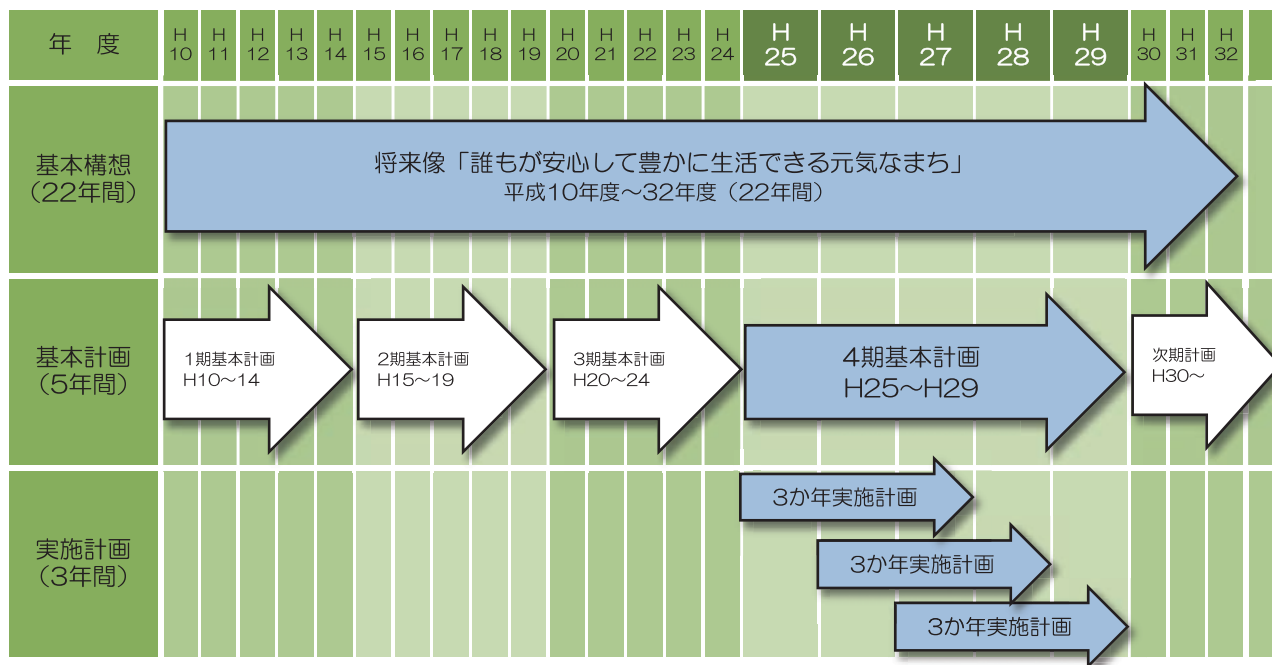 年 度
H
10
H
11
H
12
H
13
H
14
H
15
H
16
H
17
H
18
H
19
H
20
H
21
H
22
H
23
H
24
H
25
H
26
H
27
H
28
H
29
H
30
H
31
H
32
基本構想
(22年間)
将来像「誰もが安心して豊かに生活できる元気なまち」
平成10年度~32年度(22年間)
基本計画
(5年間)
1期基本計画
H10~14
2期基本計画
H15~19
3期基本計画
H20~24
4期基本計画
H25~H29
次期計画
H30~
実施計画
(3年間)
3か年実施計画
3か年実施計画
3か年実施計画